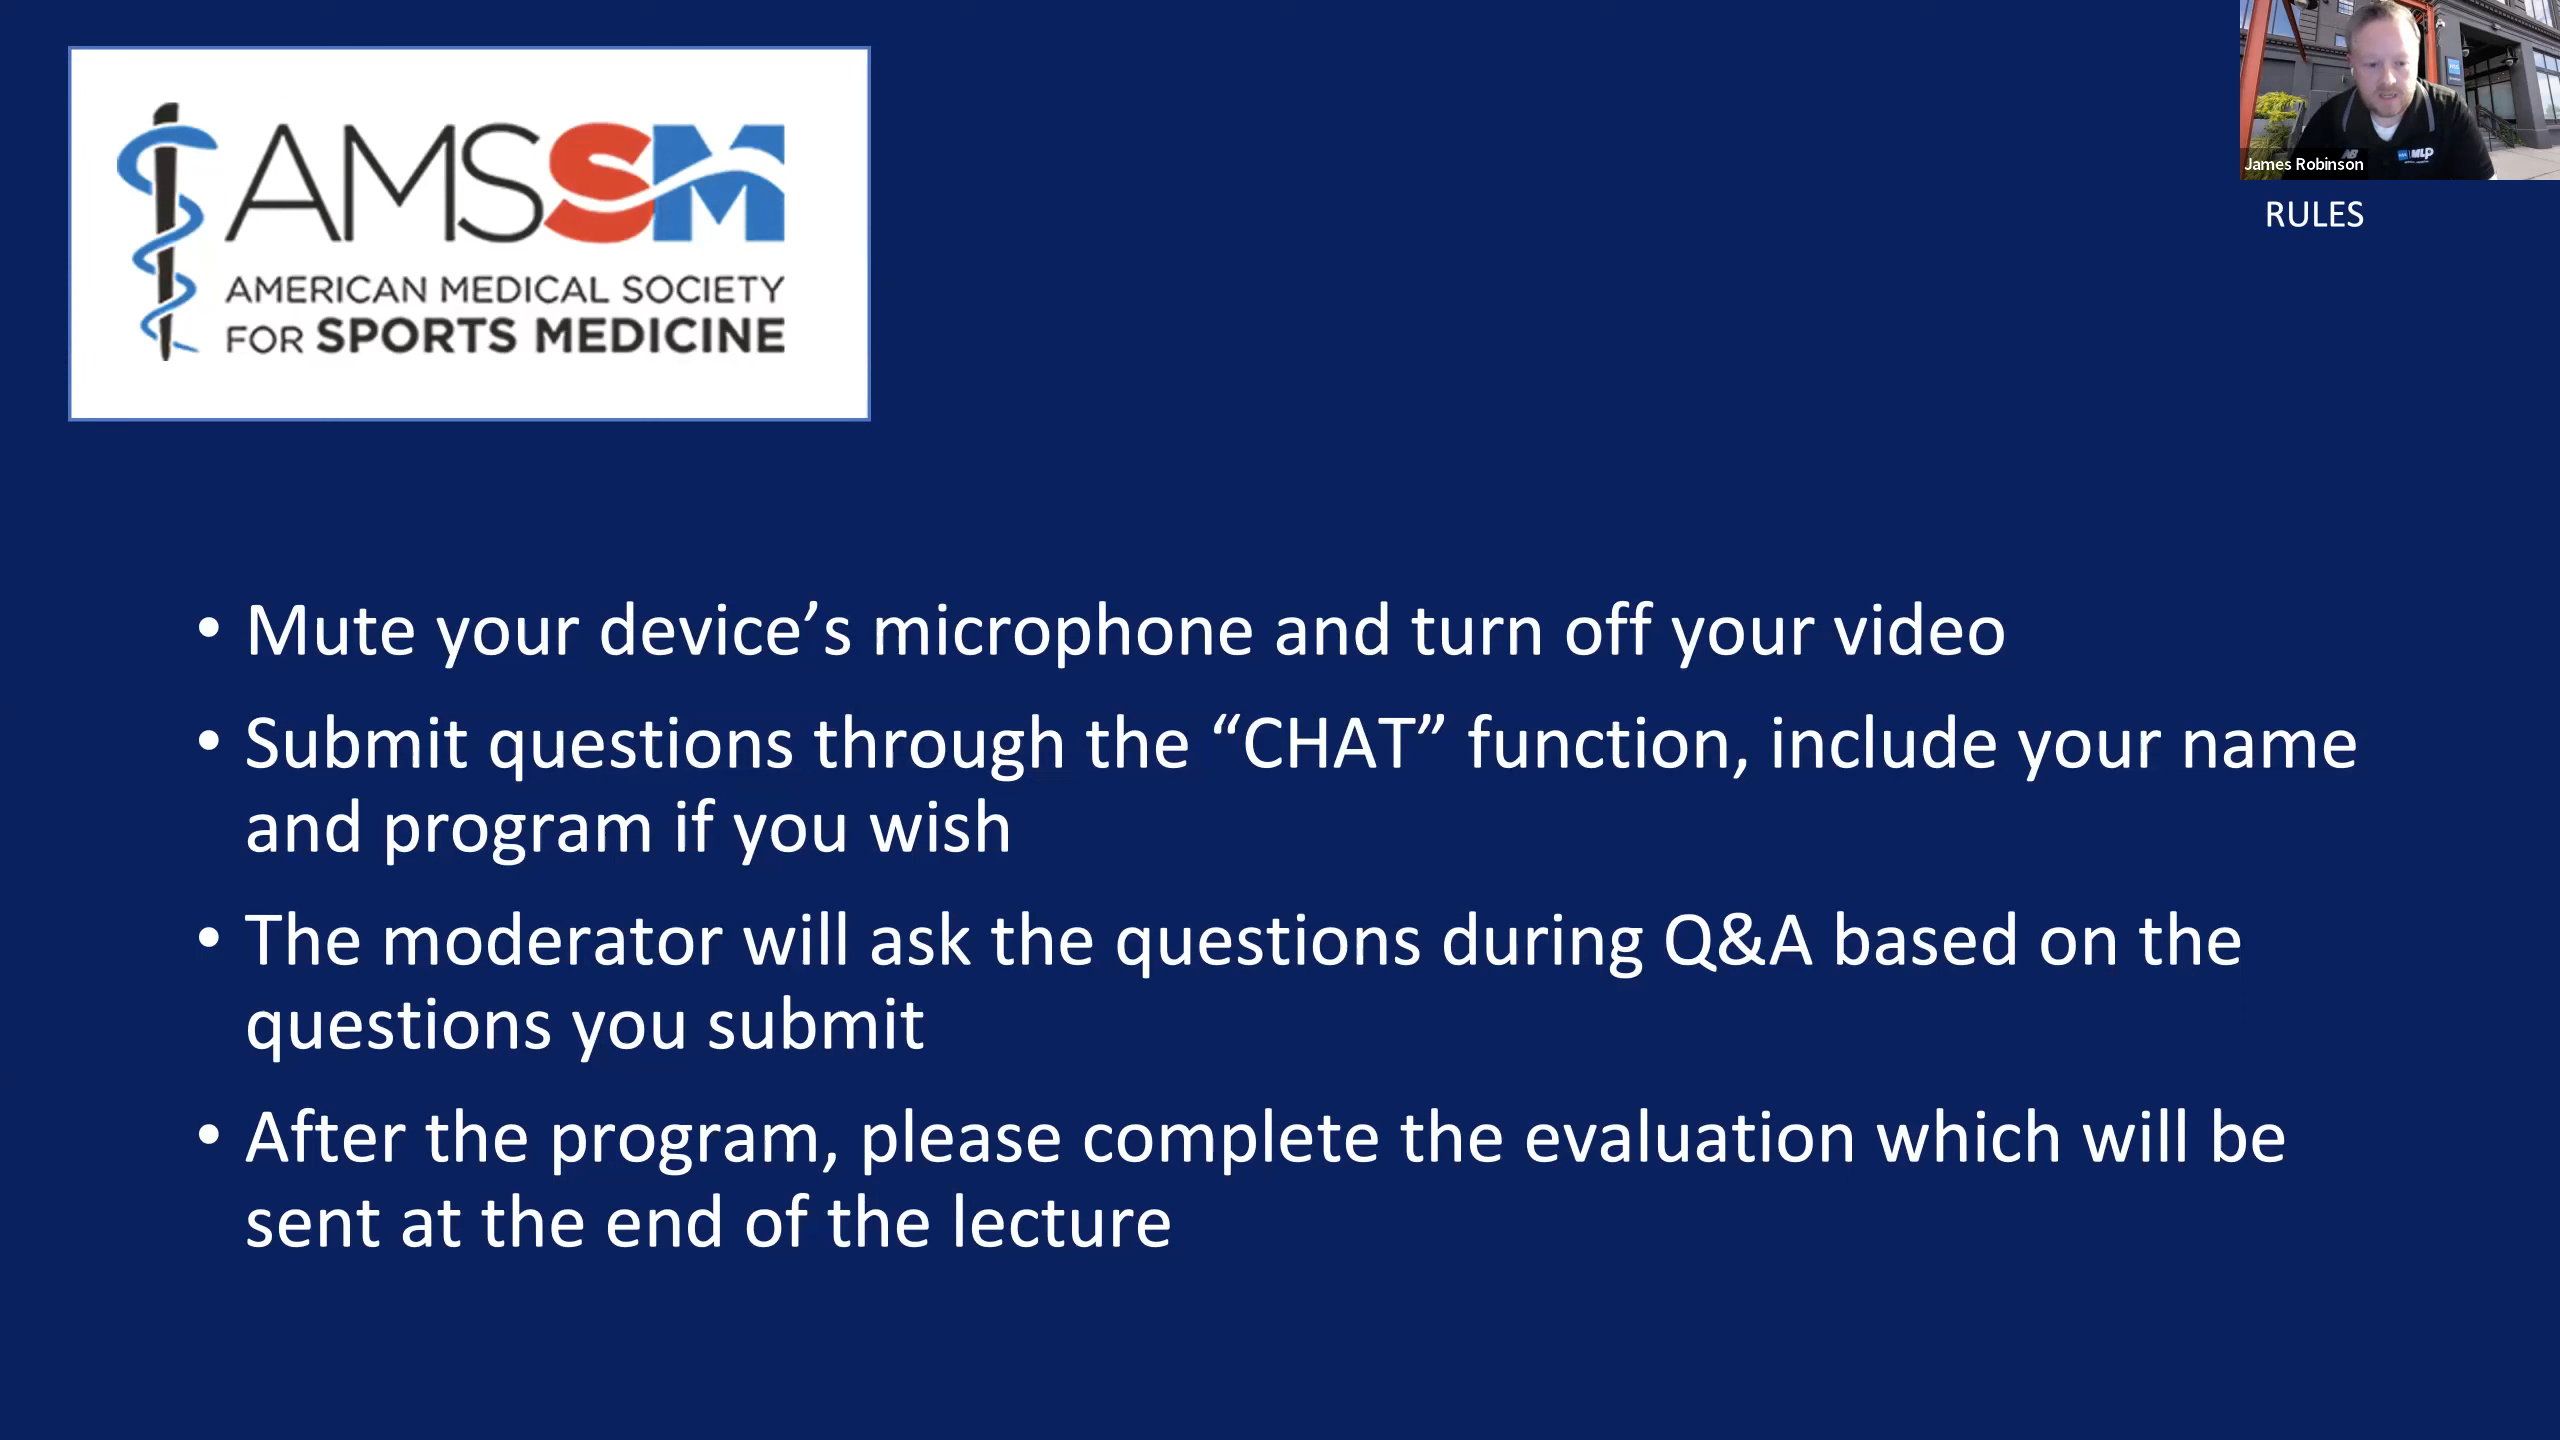 AMSSM
AMERICAN MEDICAL SOCIETY
FOR SPORTS MEDICINE
James Robinson
MLP
RULES
• Mute your device’s microphone and turn off your video
• Submit questions through the “CHAT” function, include your name
and program if you wish
• The moderator will ask the questions during Q&A based on the
questions you submit
• After the program, please complete the evaluation which will be
sent at the end of the lecture